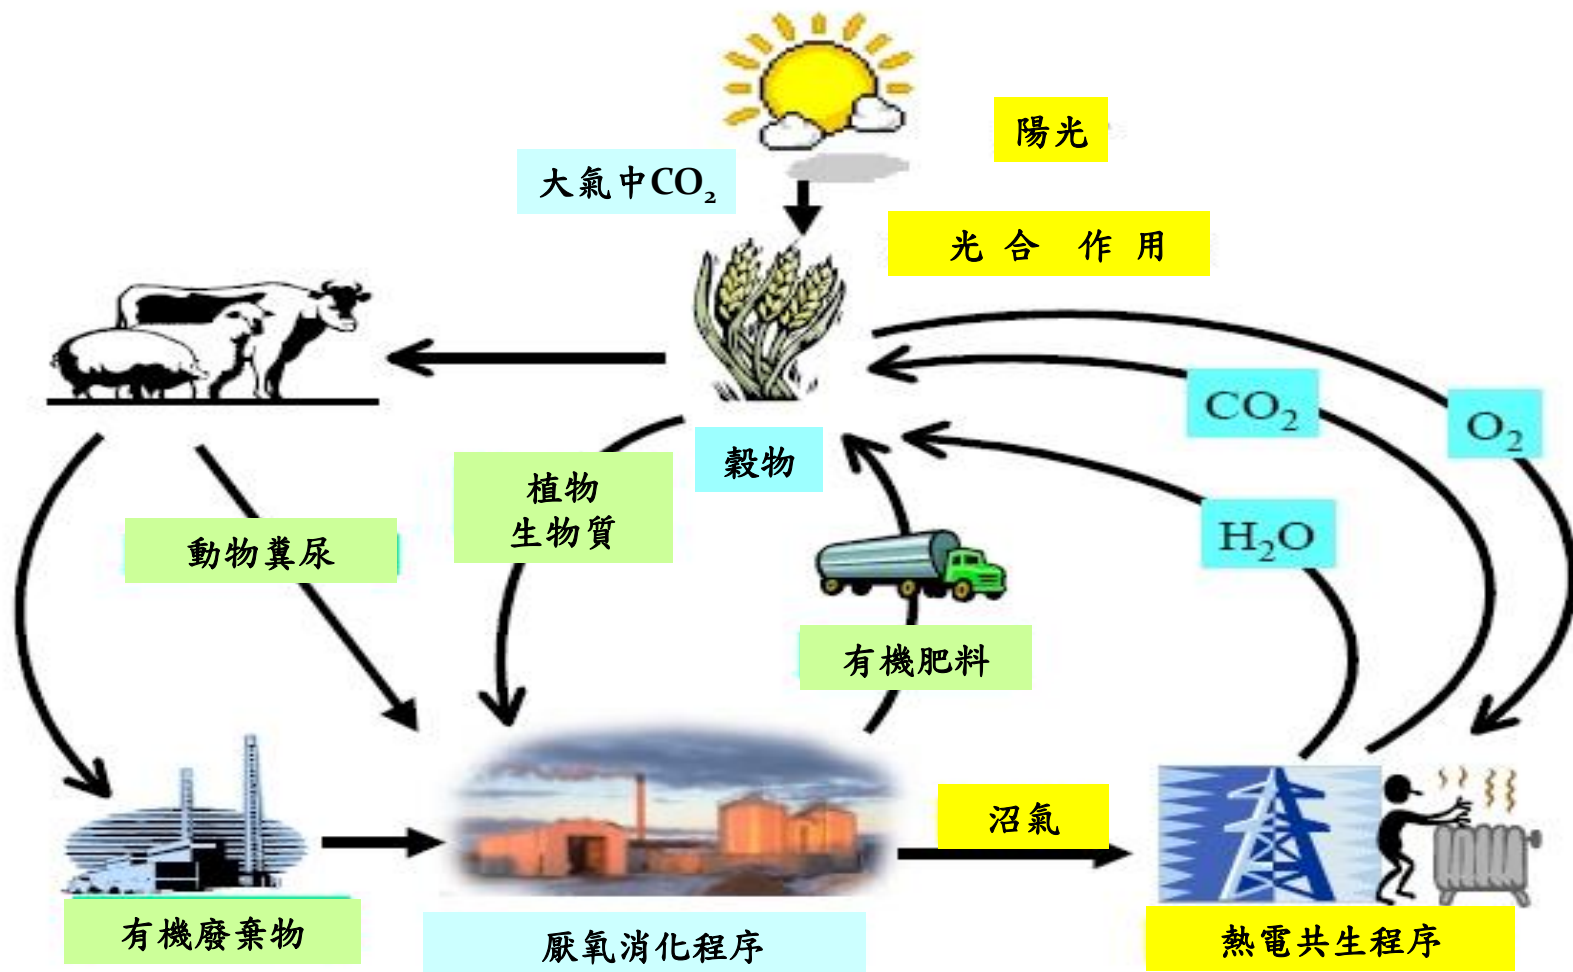 陽光
大氣中CO₂
光合作用
CO₂
O₂
穀物
植物
生物質
H₂O
動物糞尿
有機肥料
沼氣
有機廢棄物
厭氧消化程序
熱電共生程序